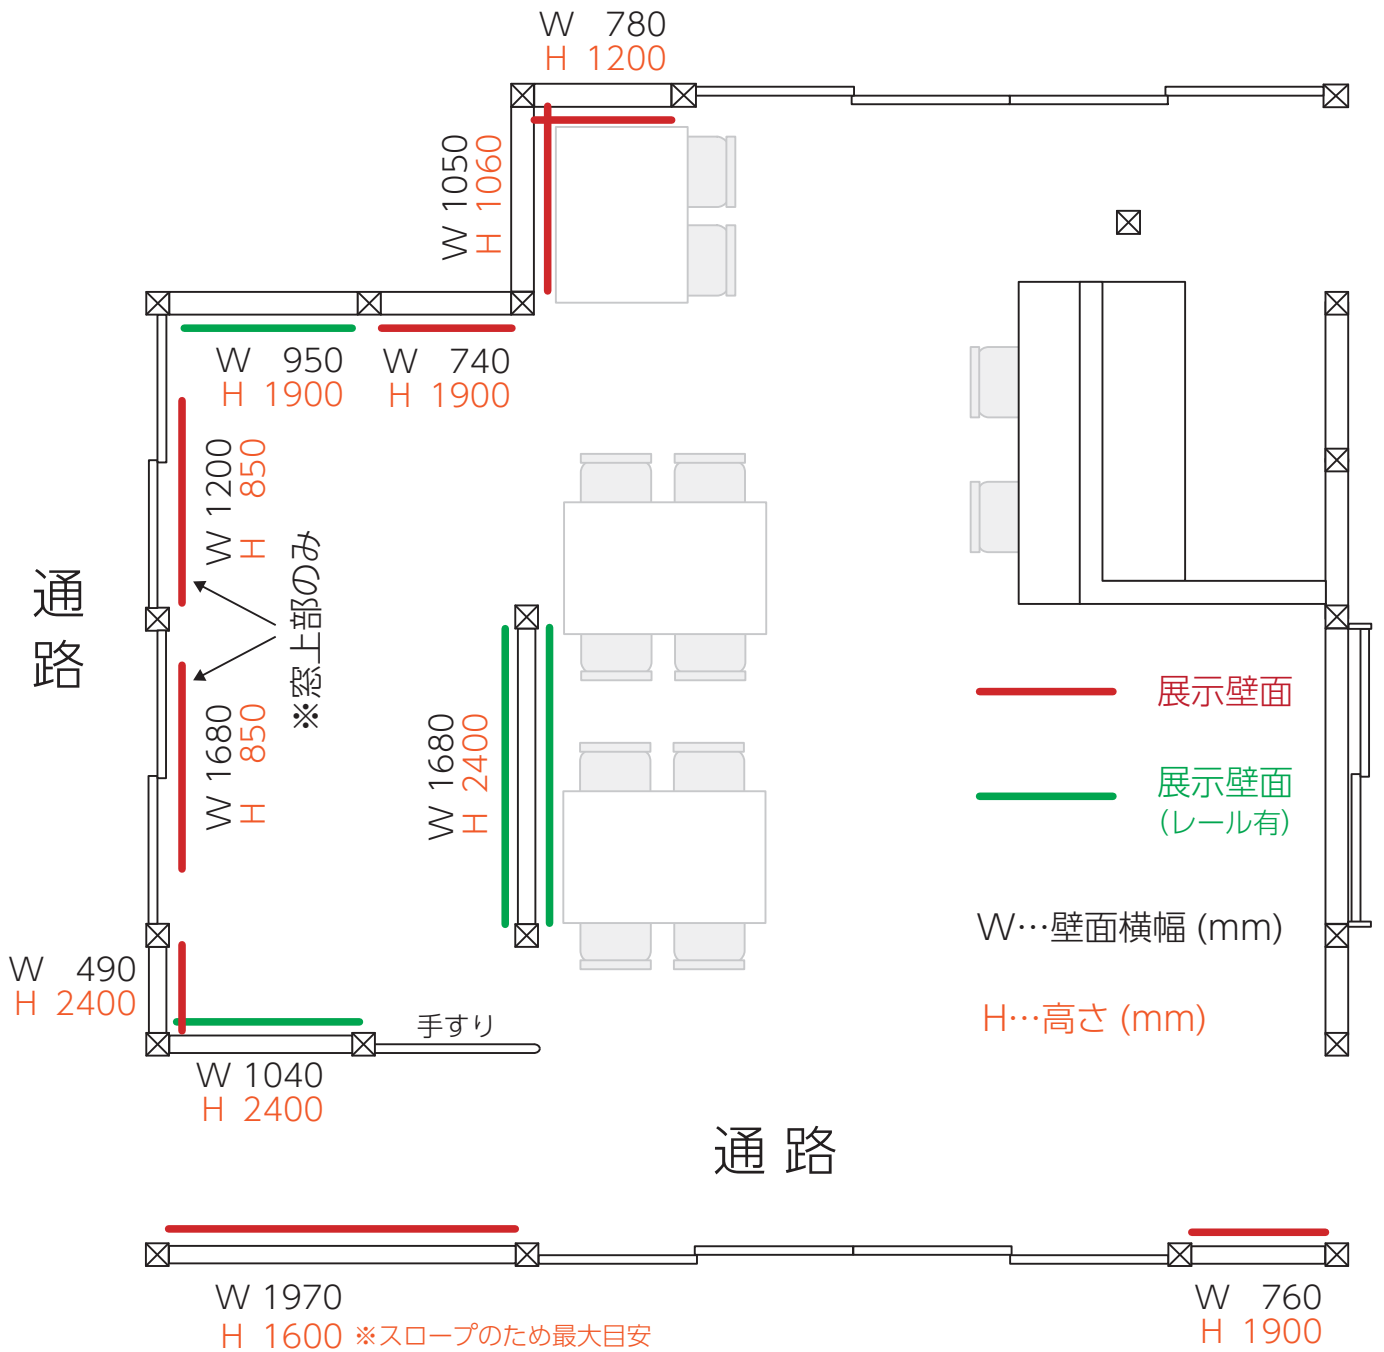 W 780
H 1200
W 1050
H 1060
W 950
H 1900
W 740
H 1900
W 1200
H 850
※窓上部のみ
通路
W 1680
H 850
W 1680
H 2400
展示壁面
展示壁面
(レール有)
W…壁面横幅 (mm)
H…高さ (mm)
W 490
H 2400
手すり
W 1040
H 2400
通路
W 1970
H 1600 ※スロープのため最大目安
W 760
H 1900